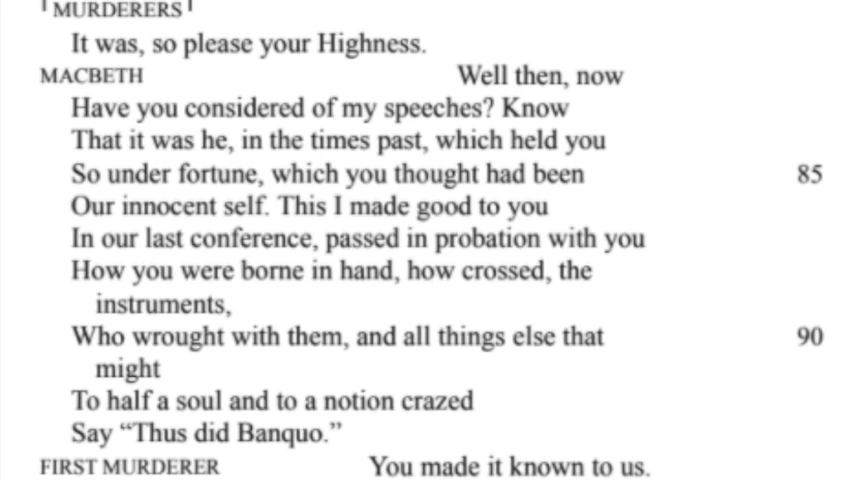 ⌜MURDERERS⌝
It was, so please your Highness.
MACBETH Well then, now
Have you considered of my speeches? Know
That it was he, in the times past, which held you
So under fortune, which you thought had been 85
Our innocent self. This I made good to you
In our last conference, passed in probation with you
How you were borne in hand, how crossed, the
instruments,
Who wrought with them, and all things else that 90
might
To half a soul and to a notion crazed
Say “Thus did Banquo.”
FIRST MURDERER You made it known to us.